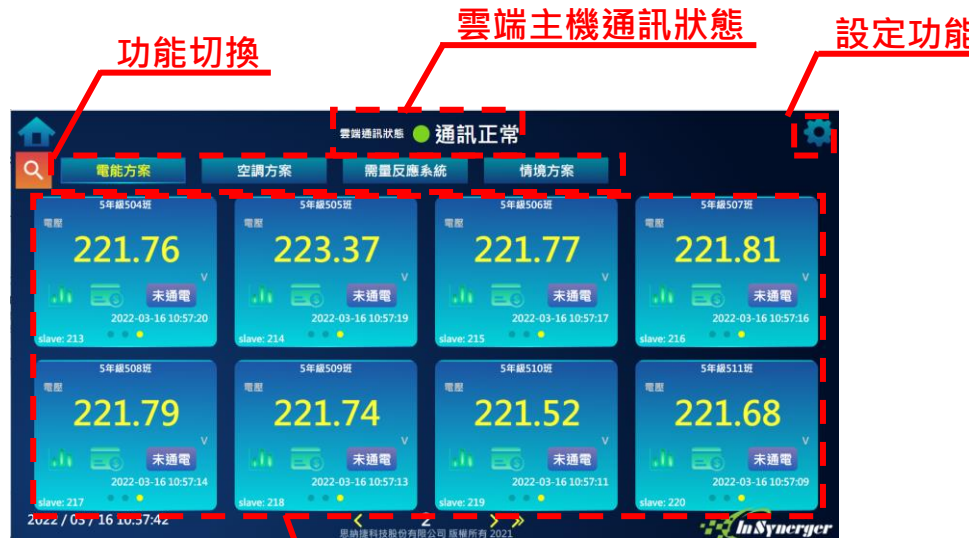 雲端主機通訊狀態
功能切換
設定功能
雲端通訊狀態 通訊正常
電能方案 空調方案 需量反應系統 情境方案
5年級504班 5年級505班 5年級506班 5年級507班
電壓 電壓 電壓 電壓
221.76 223.37 221.77 221.81
V V V V
未通電 未通電 未通電 未通電
2022-03-16 10:57:20 2022-03-16 10:57:19 2022-03-16 10:57:17 2022-03-16 10:57:16
slave: 213 slave: 214 slave: 215 slave: 216
5年級508班 5年級509班 5年級510班 5年級511班
電壓 電壓 電壓 電壓
221.79 221.74 221.52 221.68
V V V V
未通電 未通電 未通電 未通電
2022-03-16 10:57:14 2022-03-16 10:57:13 2022-03-16 10:57:11 2022-03-16 10:57:09
slave: 217 slave: 218 slave: 219 slave: 220
2022 / 03 / 16 10:57:42 2
思納捷科技股份有限公司 版權所有 2021
InSynerger